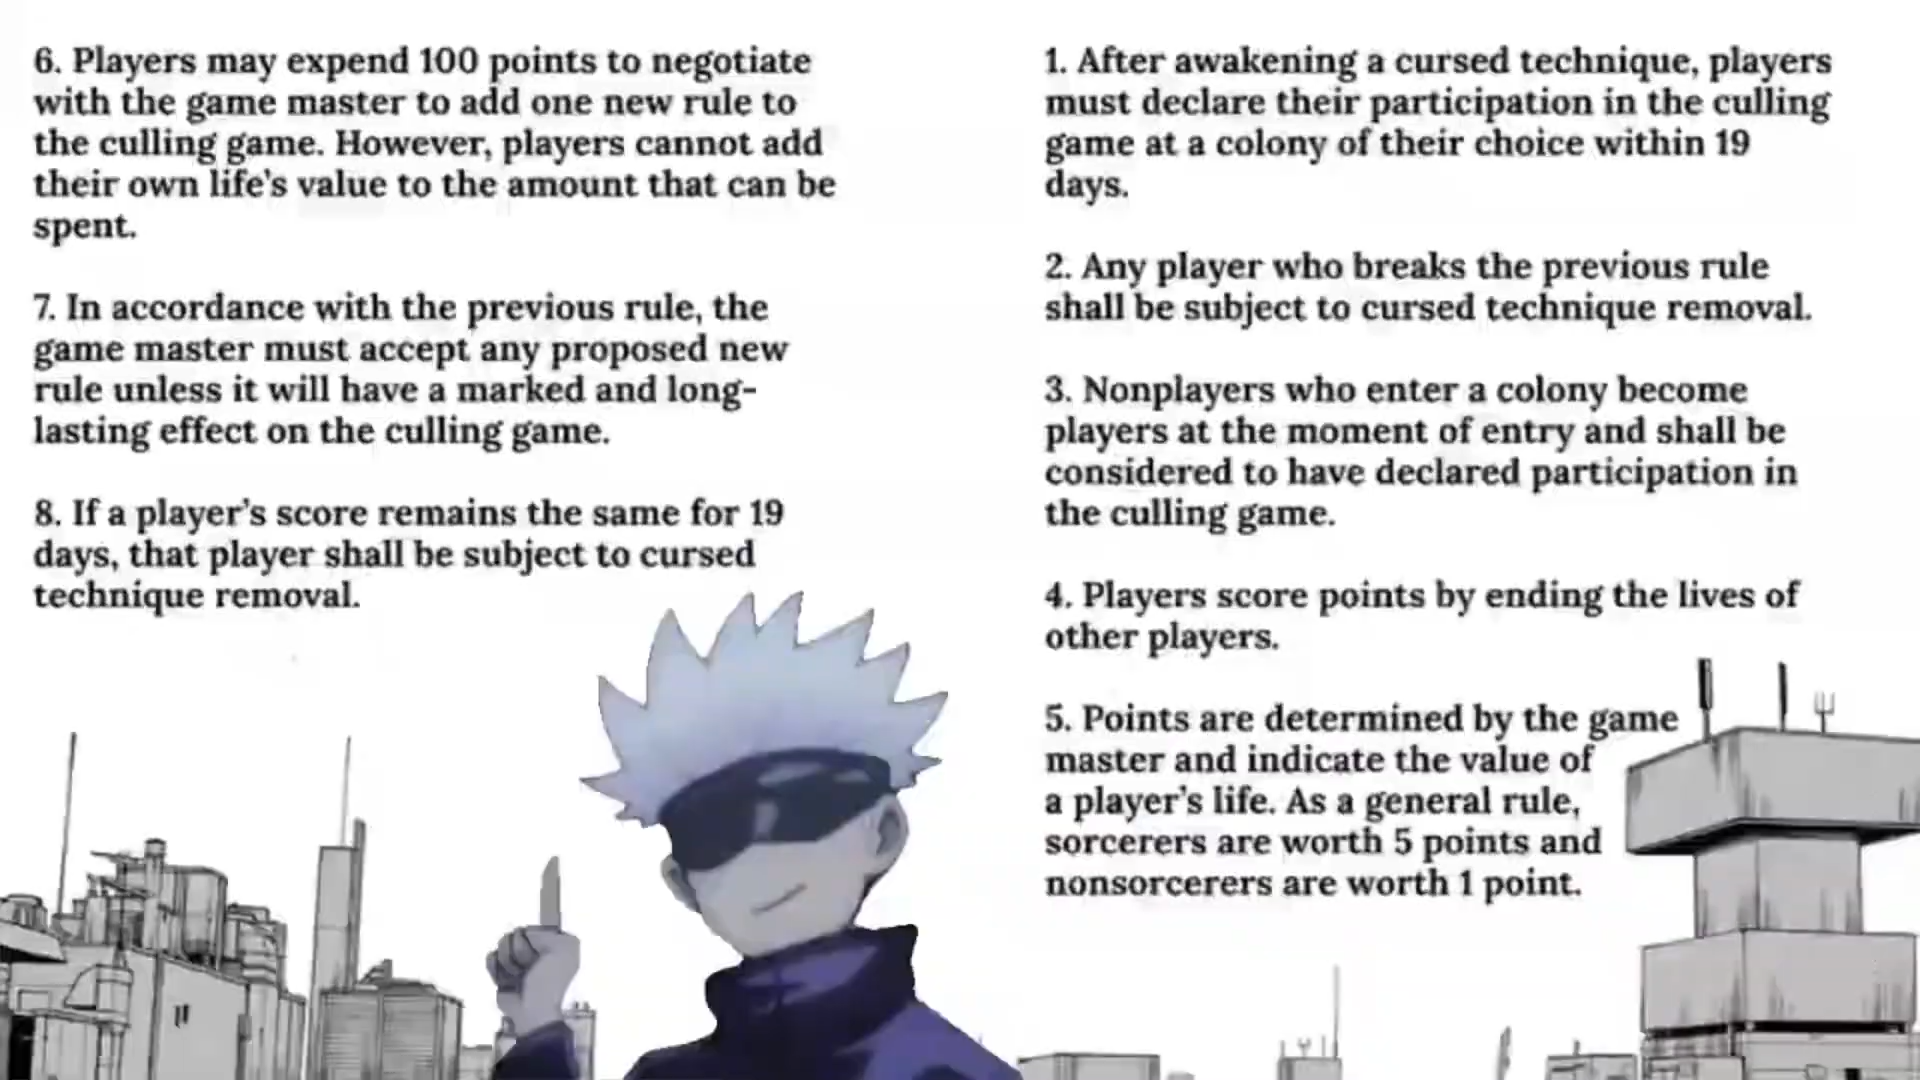 6. Players may expend 100 points to negotiate
with the game master to add one new rule to
the culling game. However, players cannot add
their own life's value to the amount that can be
spent.
7. In accordance with the previous rule, the
game master must accept any proposed new
rule unless it will have a marked and long-
lasting effect on the culling game.
8. If a player's score remains the same for 19
days, that player shall be subject to cursed
technique removal.
1. After awakening a cursed technique, players
must declare their participation in the culling
game at a colony of their choice within 19
days.
2. Any player who breaks the previous rule
shall be subject to cursed technique removal.
3. Nonplayers who enter a colony become
players at the moment of entry and shall be
considered to have declared participation in
the culling game.
4. Players score points by ending the lives of
other players.
5. Points are determined by the game
master and indicate the value of
a player's life. As a general rule,
sorcerers are worth 5 points and
nonsorcerers are worth 1 point.